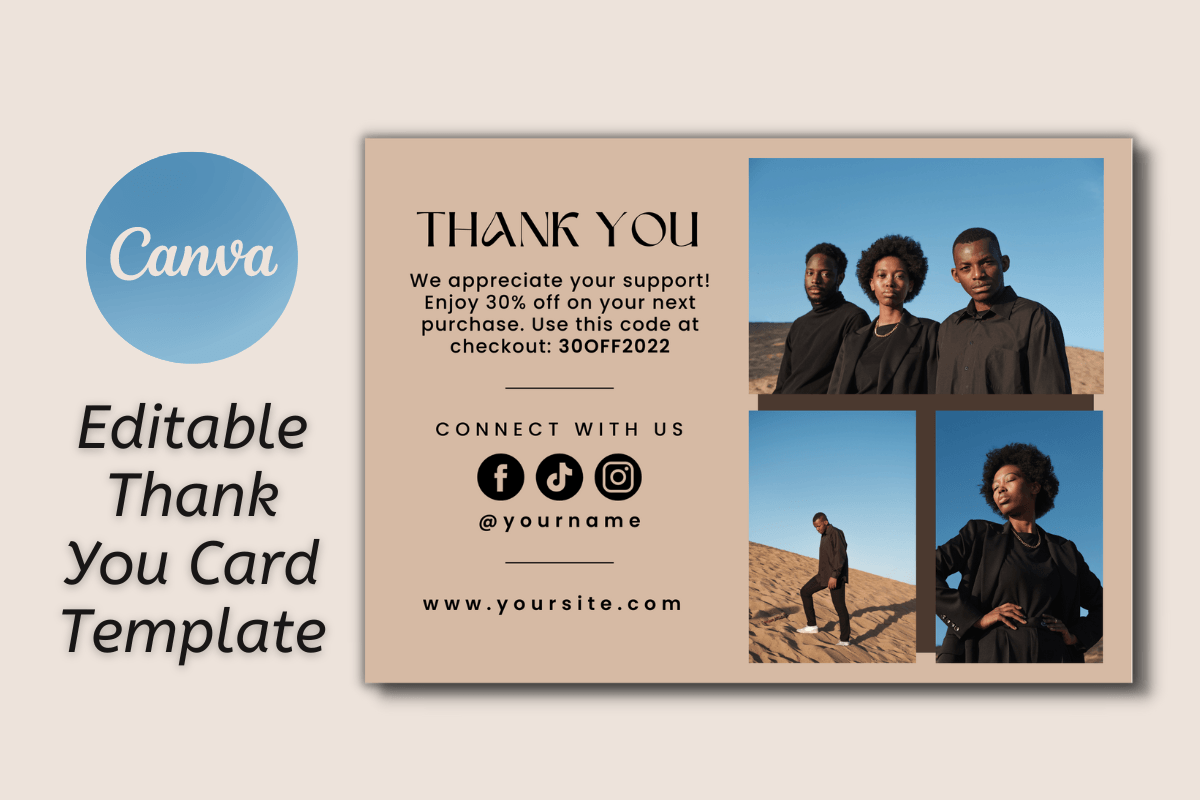 Canva
Editable
Thank
You Card
Template
THANK YOU
We appreciate your support!
Enjoy 30% off on your next
purchase. Use this code at
checkout: 30OFF2022
CONNECT WITH US
@yourname
www.yoursite.com